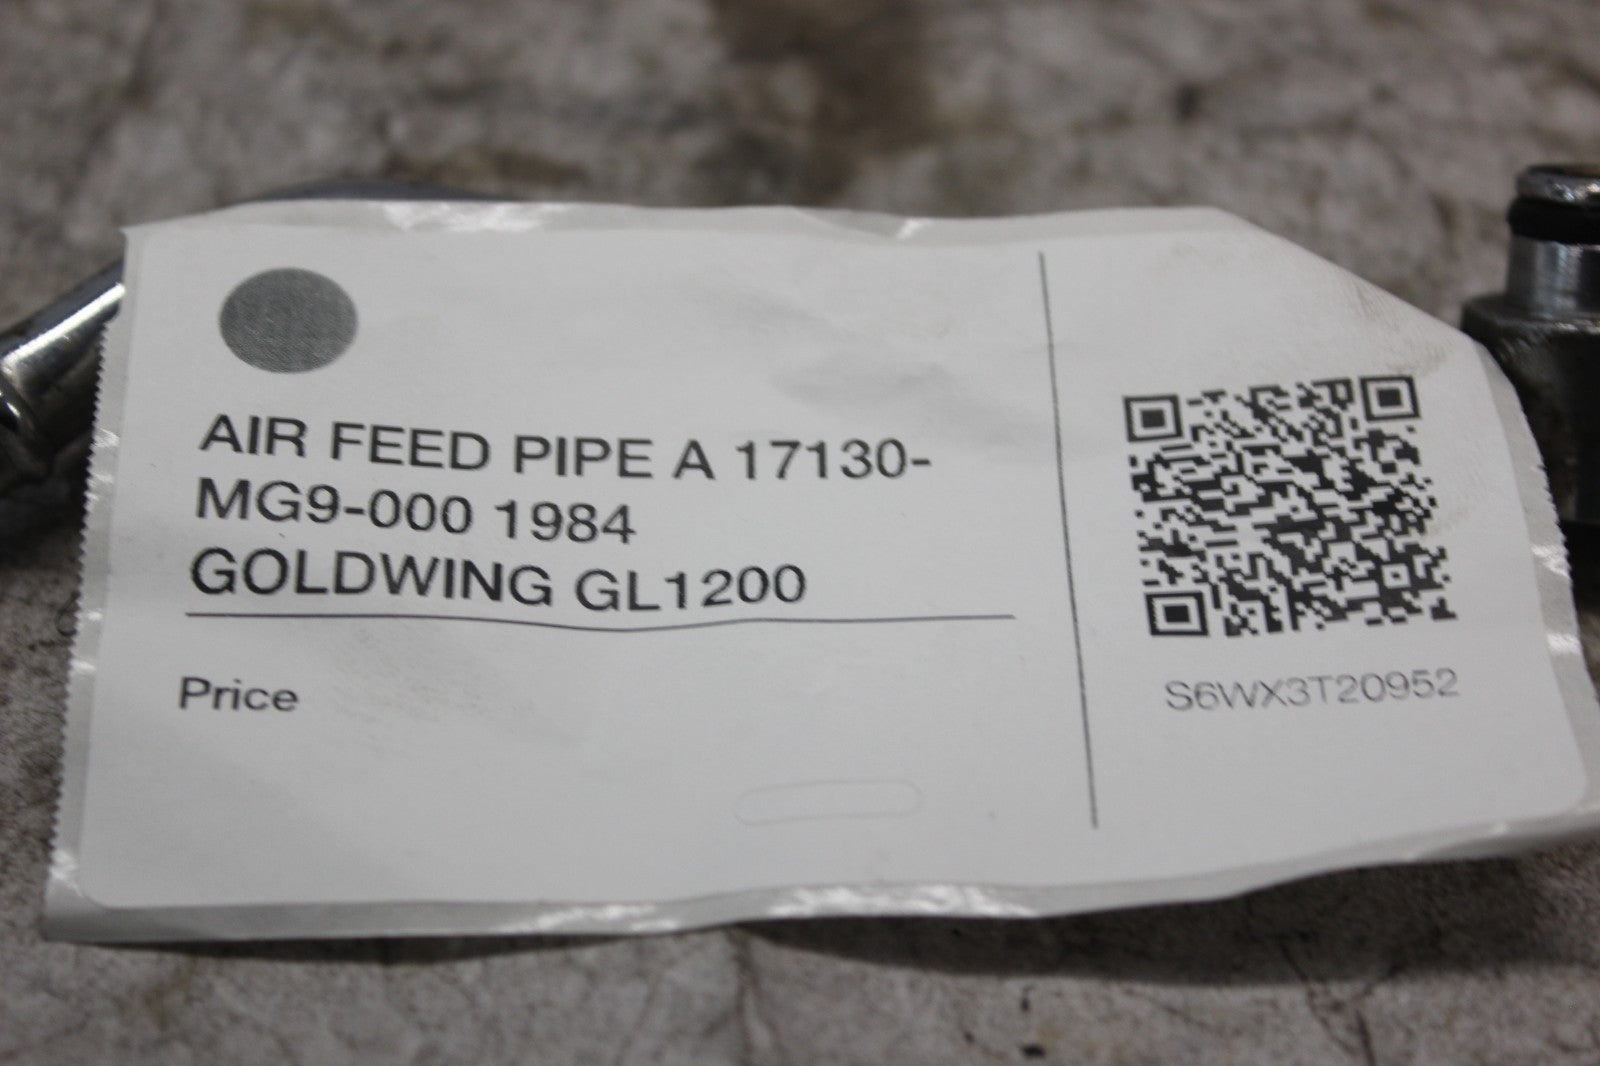 AIR FEED PIPE A 17130-
MG9-000 1984
GOLDWING GL1200
Price
S6WX3T20952